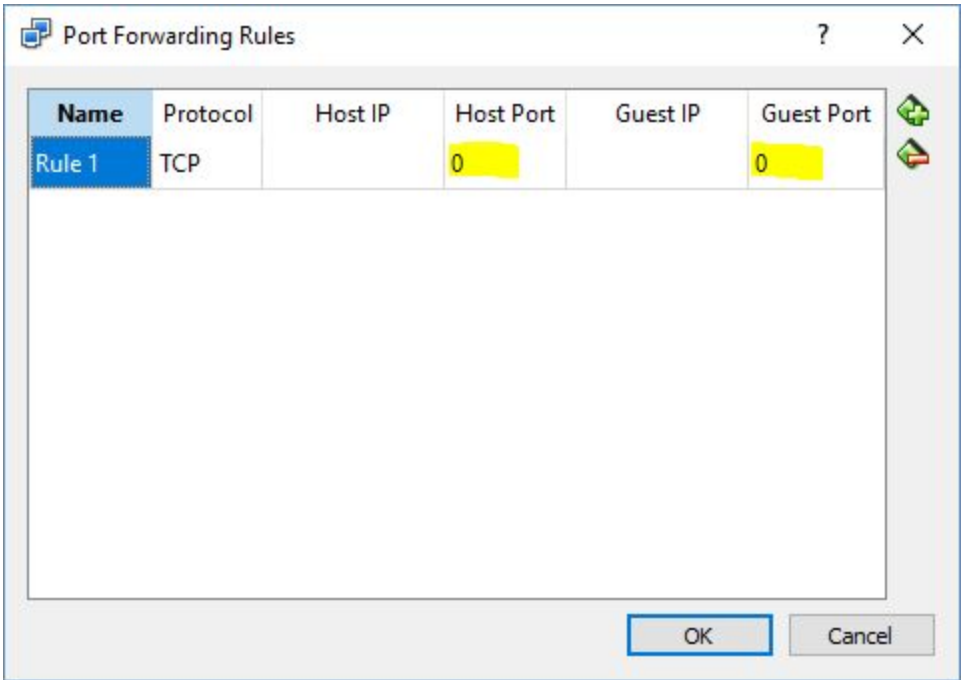 Port Forwarding Rules ?
Name Protocol Host IP Host Port Guest IP Guest Port
Rule 1 TCP 0 0
OK Cancel